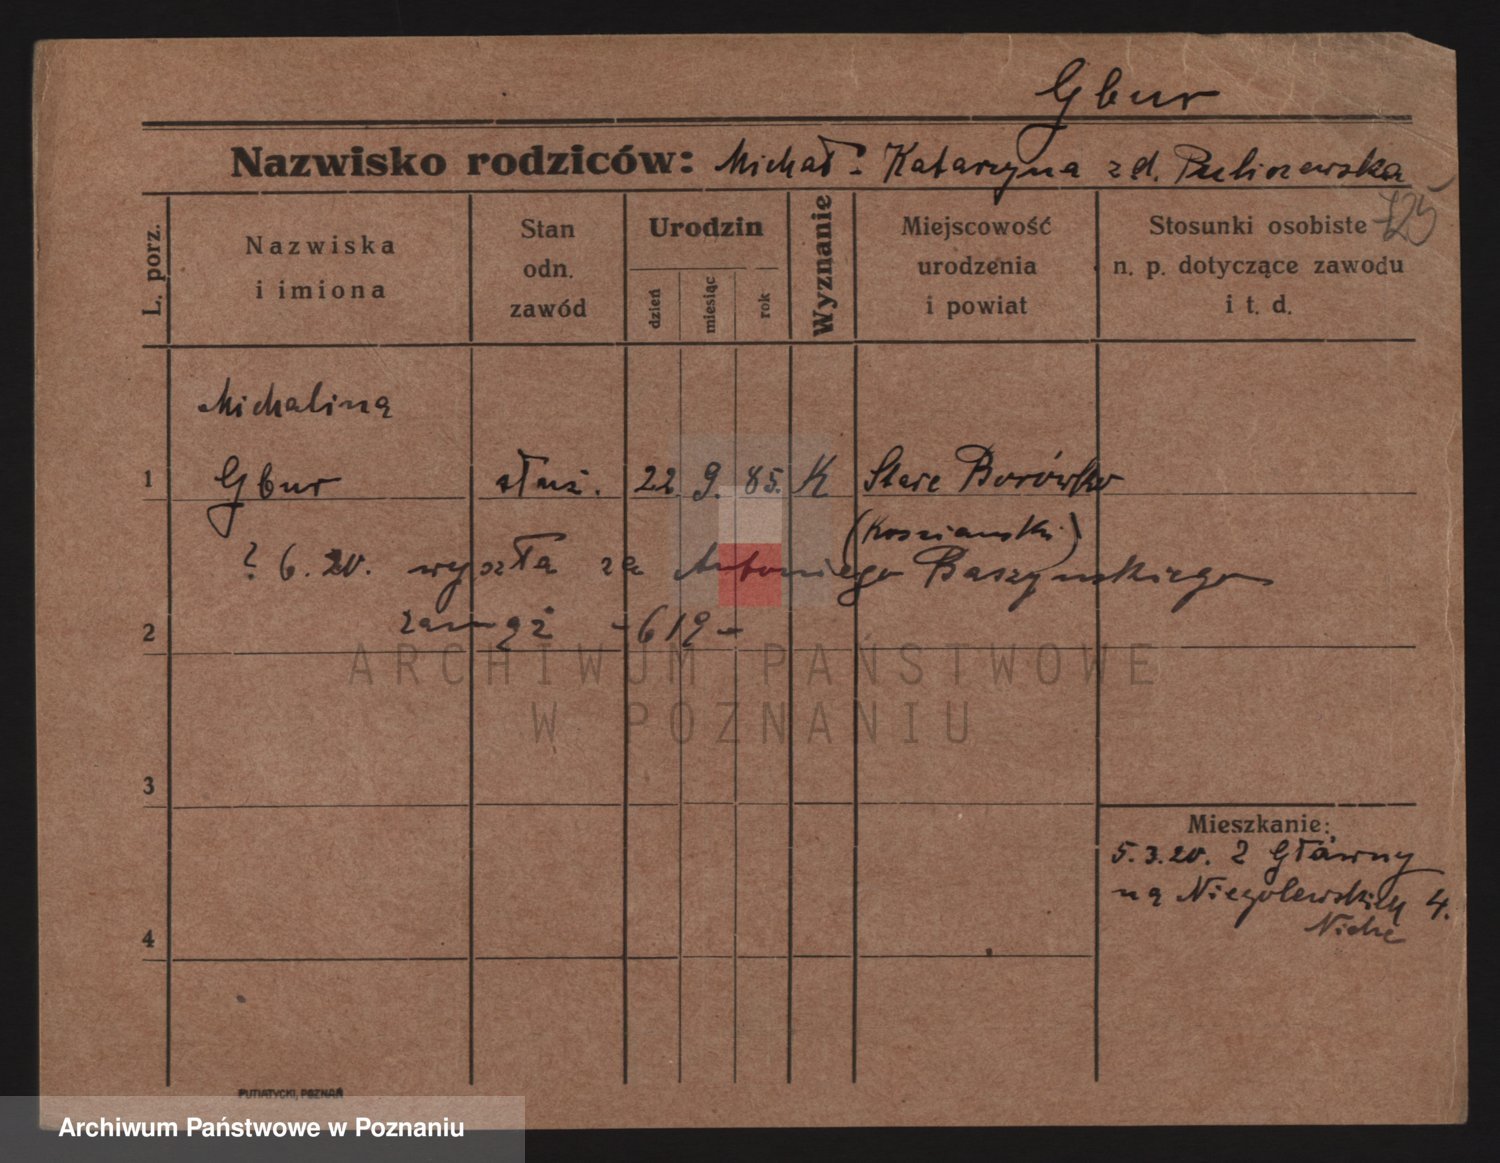 Gbur
Nazwisko rodziców: Michał - Katarzyna zd. Puliszewska
725
L. porz.
Nazwiska i imiona
Stan odn. zawód
Urodzin
dzień
miesiąc
rok
Wyznanie
Miejscowość urodzenia i powiat
Stosunki osobiste n. p. dotyczące zawodu i t. d.
Michalina
1 Gbur służ. 22. 9. 85. K Stare Borówko
(Kościański)
? 6.20. wyszła za Antoniego Baszyńskiego
2 zamąż - 619 -
ARCHIWUM PAŃSTWOWE
W POZNANIU
3
Mieszkanie:
5.3.20. Z Główny
na Niegolewskich 4.
4
PUTIATYCKI, POZNAŃ
Archiwum Państwowe w Poznaniu